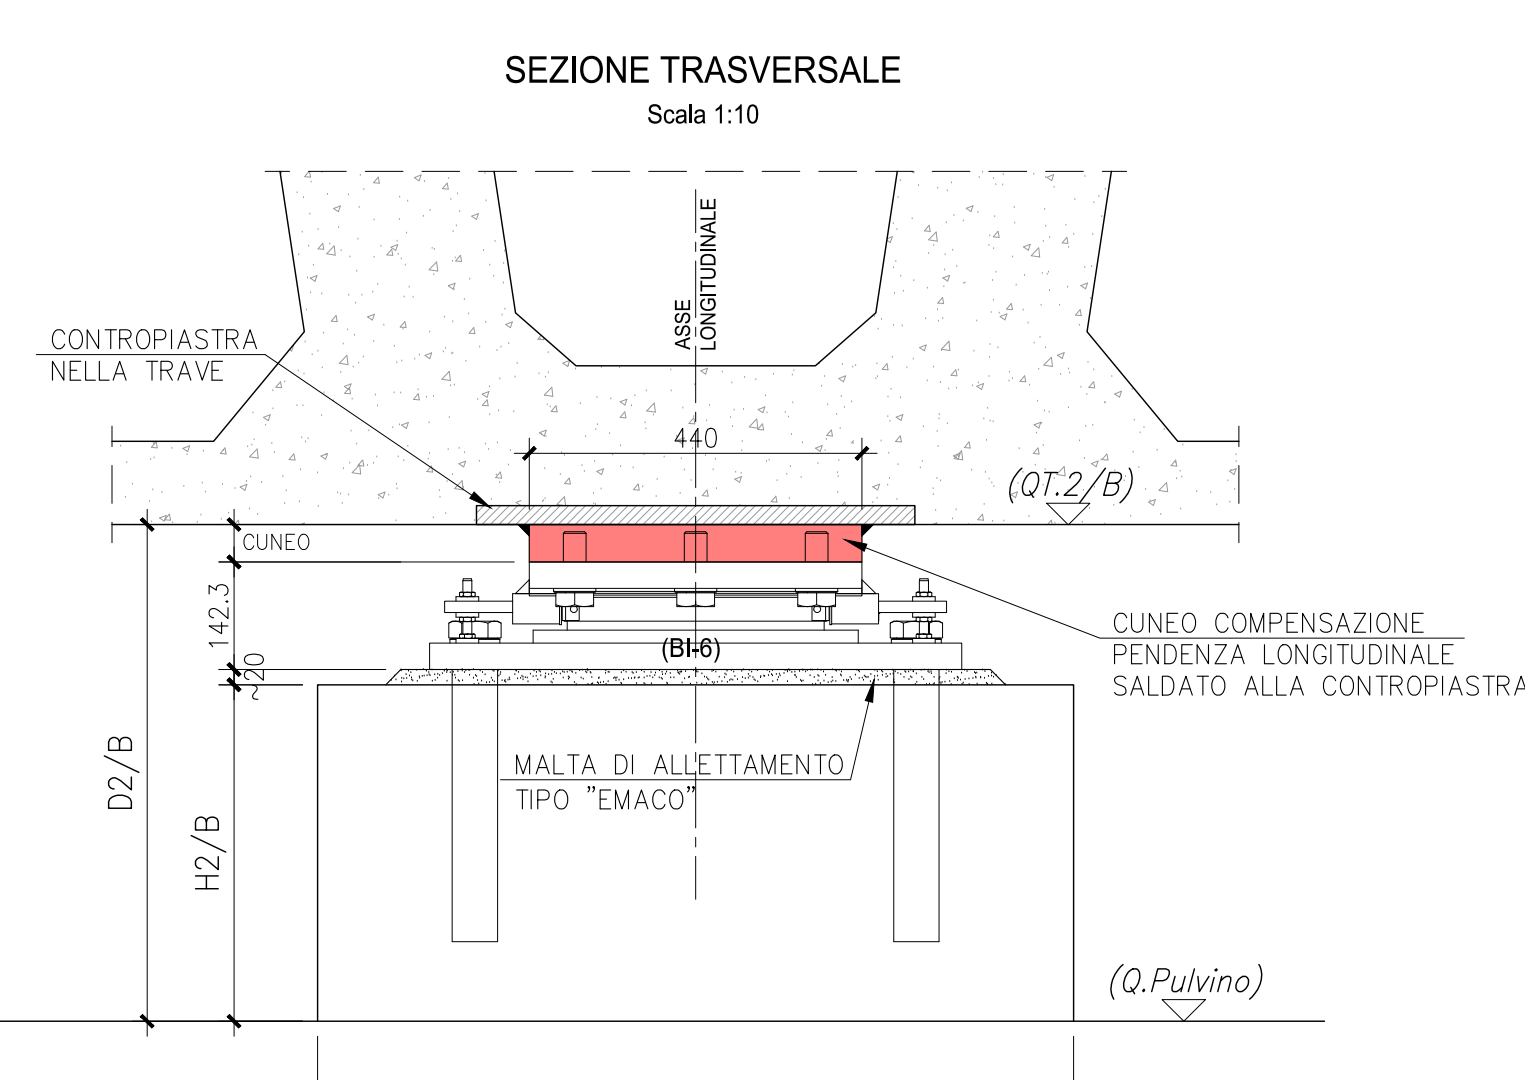 SEZIONE TRASVERSALE
Scala 1:10
ASSE
LONGITUDINALE
CONTROPIASTRA
NELLA TRAVE
440
(QT.2/B)
CUNEO
142.3
~20
(BI-6)
CUNEO COMPENSAZIONE
PENDENZA LONGITUDINALE
SALDATO ALLA CONTROPIASTRA
D2/B
H2/B
MALTA DI ALLETTAMENTO
TIPO "EMACO"
(Q.Pulvino)